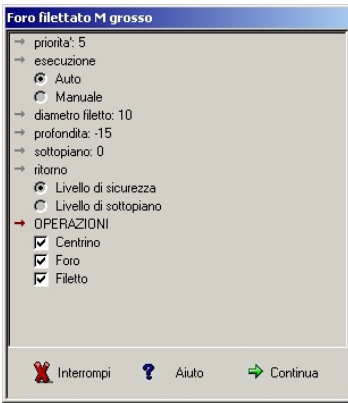 Foro filettato M grosso
priorita': 5
esecuzione
Auto
Manuale
diametro filetto: 10
profondita: -15
sottopiano: 0
ritorno
Livello di sicurezza
Livello di sottopiano
OPERAZIONI
Centrino
Foro
Filetto
Interrompi ? Aiuto Continua